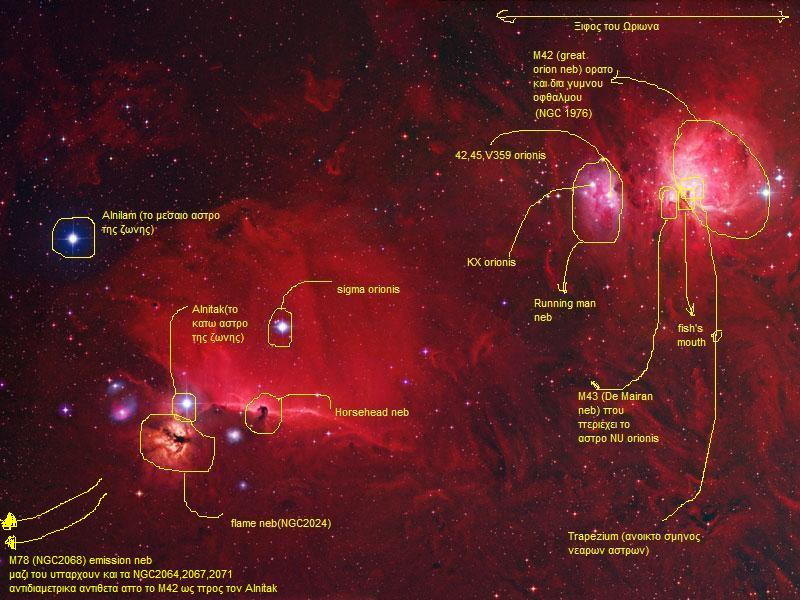 Ξιφος του Ωριωνα
M42 (great
orion neb) ορατο
και δια γυμνου
οφθαλμου
(NGC 1976)
42,45,V359 orionis
Alnilam (το μεσαιο αστρο
της ζωνης)
KX orionis
sigma orionis
Running man
neb
Alnitak(το
κατω αστρο
της ζωνης)
fish's
mouth
M43 (De Mairan
neb) που
περιέχει το
αστρο NU orionis
Horsehead neb
flame neb(NGC2024)
Trapezium (ανοικτο σμηνος
νεαρων αστρων)
M78 (NGC2068) emission neb
μαζι του υπαρχουν και τα NGC2064,2067,2071
αντιδιαμετρικα αντιθετα απο το M42 ως προς τον Alnitak